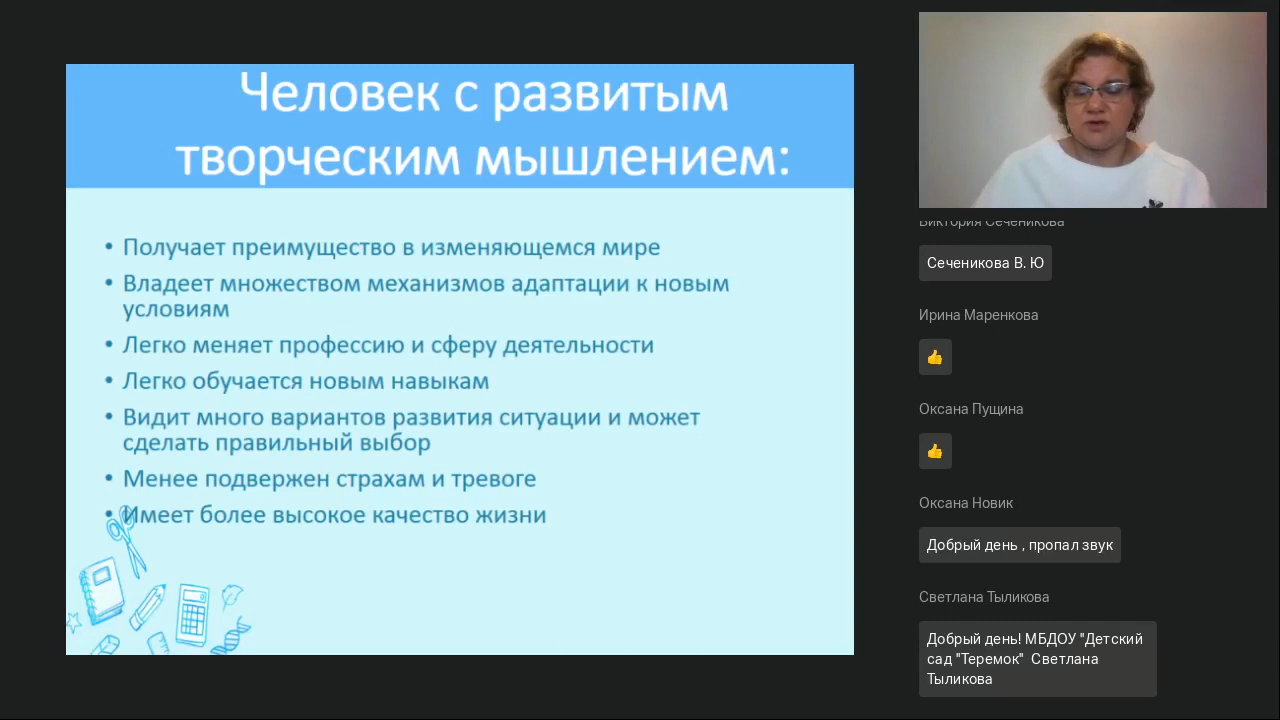 Человек с развитым
творческим мышлением:
• Получает преимущество в изменяющемся мире
• Владеет множеством механизмов адаптации к новым
условиям
• Легко меняет профессию и сферу деятельности
• Легко обучается новым навыкам
• Видит много вариантов развития ситуации и может
сделать правильный выбор
• Менее подвержен страхам и тревоге
• Имеет более высокое качество жизни
Виктория Сеченикова
Сеченикова В. Ю
Ирина Маренкова
👍
Оксана Пущина
👍
Оксана Новик
Добрый день , пропал звук
Светлана Тыликова
Добрый день! МБДОУ "Детский
сад "Теремок" Светлана
Тыликова